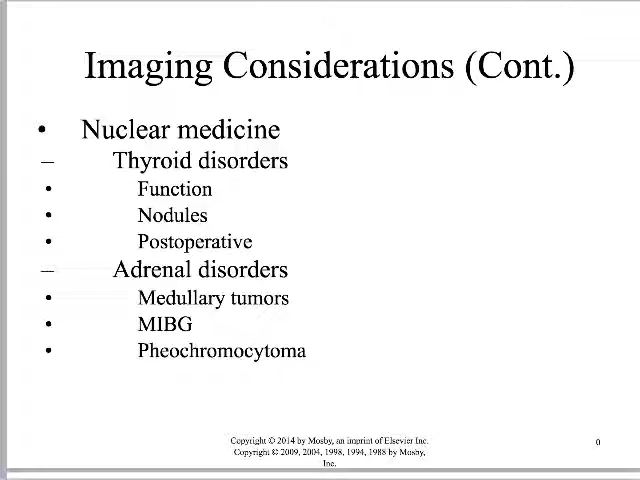 Imaging Considerations (Cont.)
• Nuclear medicine
– Thyroid disorders
• Function
• Nodules
• Postoperative
– Adrenal disorders
• Medullary tumors
• MIBG
• Pheochromocytoma
Copyright © 2014 by Mosby, an imprint of Elsevier Inc.
Copyright © 2009, 2004, 1998, 1994, 1988 by Mosby,
Inc.
0